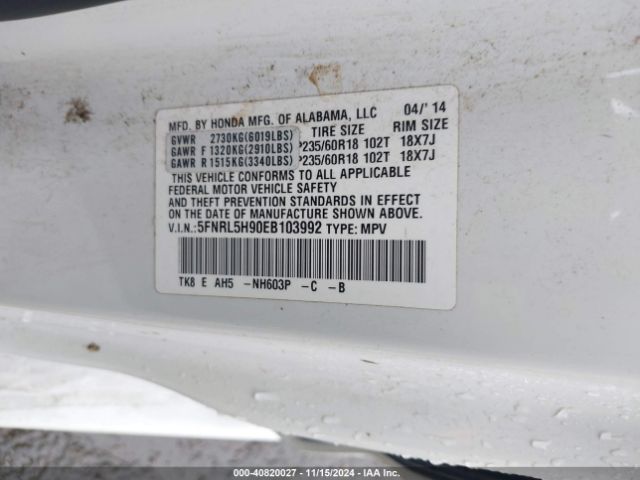 MFD. BY HONDA MFG. OF ALABAMA, LLC 04/'14
GVWR 2730KG(6019LBS) TIRE SIZE RIM SIZE
GAWR F 1320KG(2910LBS) P235/60R18 102T 18X7J
GAWR R 1515KG(3340LBS) P235/60R18 102T 18X7J
THIS VEHICLE CONFORMS TO ALL APPLICABLE
FEDERAL MOTOR VEHICLE SAFETY
AND THEFT PREVENTION STANDARDS IN EFFECT
ON THE DATE OF MANUFACTURE SHOWN ABOVE.
V.I.N.: 5FNRL5H90EB103992 TYPE: MPV
TK8 E AH5 -NH603P -C -B
000-40820027 - 11/15/2024 - IAA Inc.